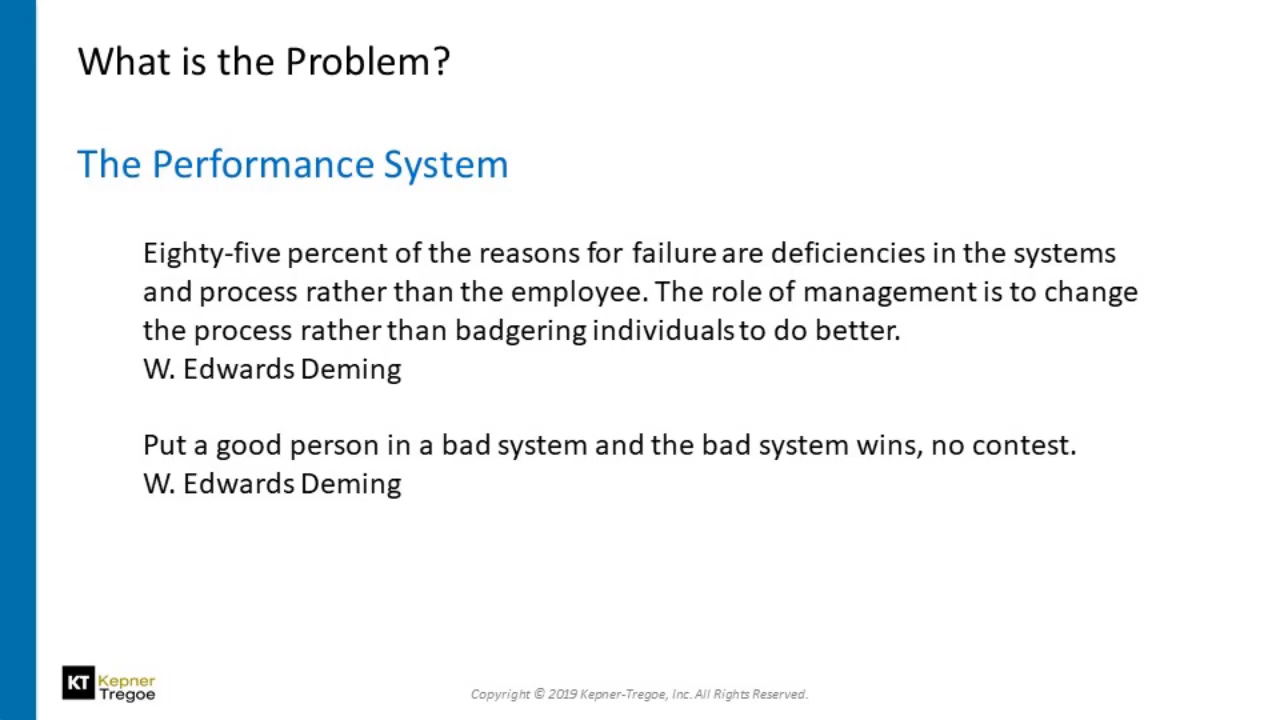 What is the Problem?
The Performance System
Eighty-five percent of the reasons for failure are deficiencies in the systems
and process rather than the employee. The role of management is to change
the process rather than badgering individuals to do better.
W. Edwards Deming
Put a good person in a bad system and the bad system wins, no contest.
W. Edwards Deming
KT Kepner
Tregoe
Copyright © 2019 Kepner-Tregoe, Inc. All Rights Reserved.